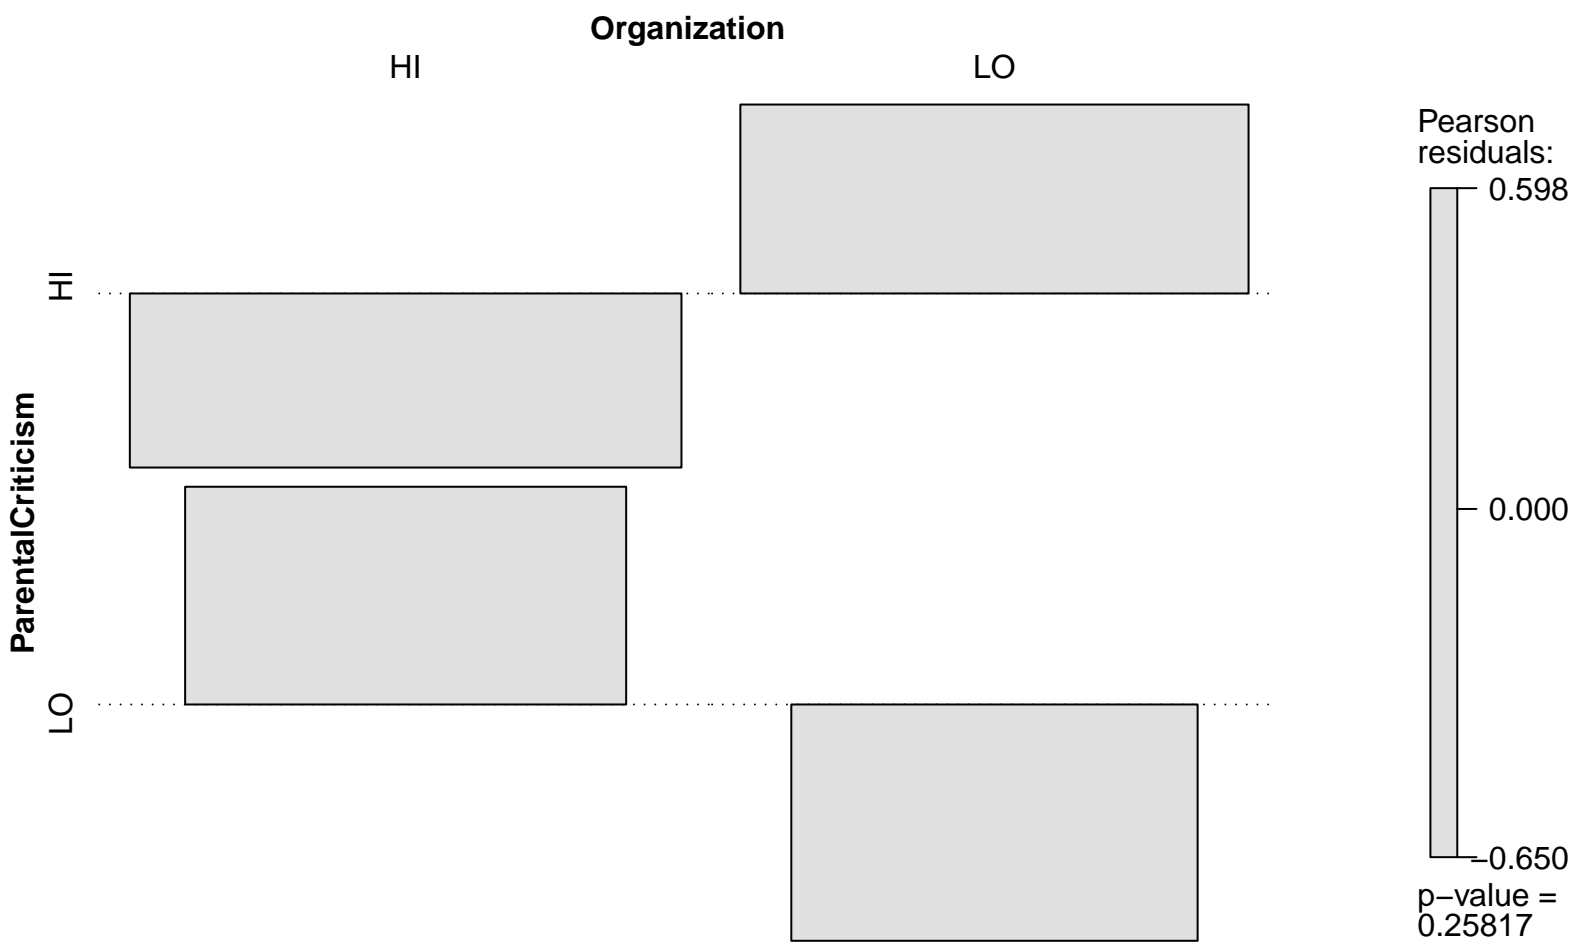 Organization
HI
LO
Pearson
residuals:
0.598
HI
ParentalCriticism
0.000
LO
−0.650
p−value =
0.25817